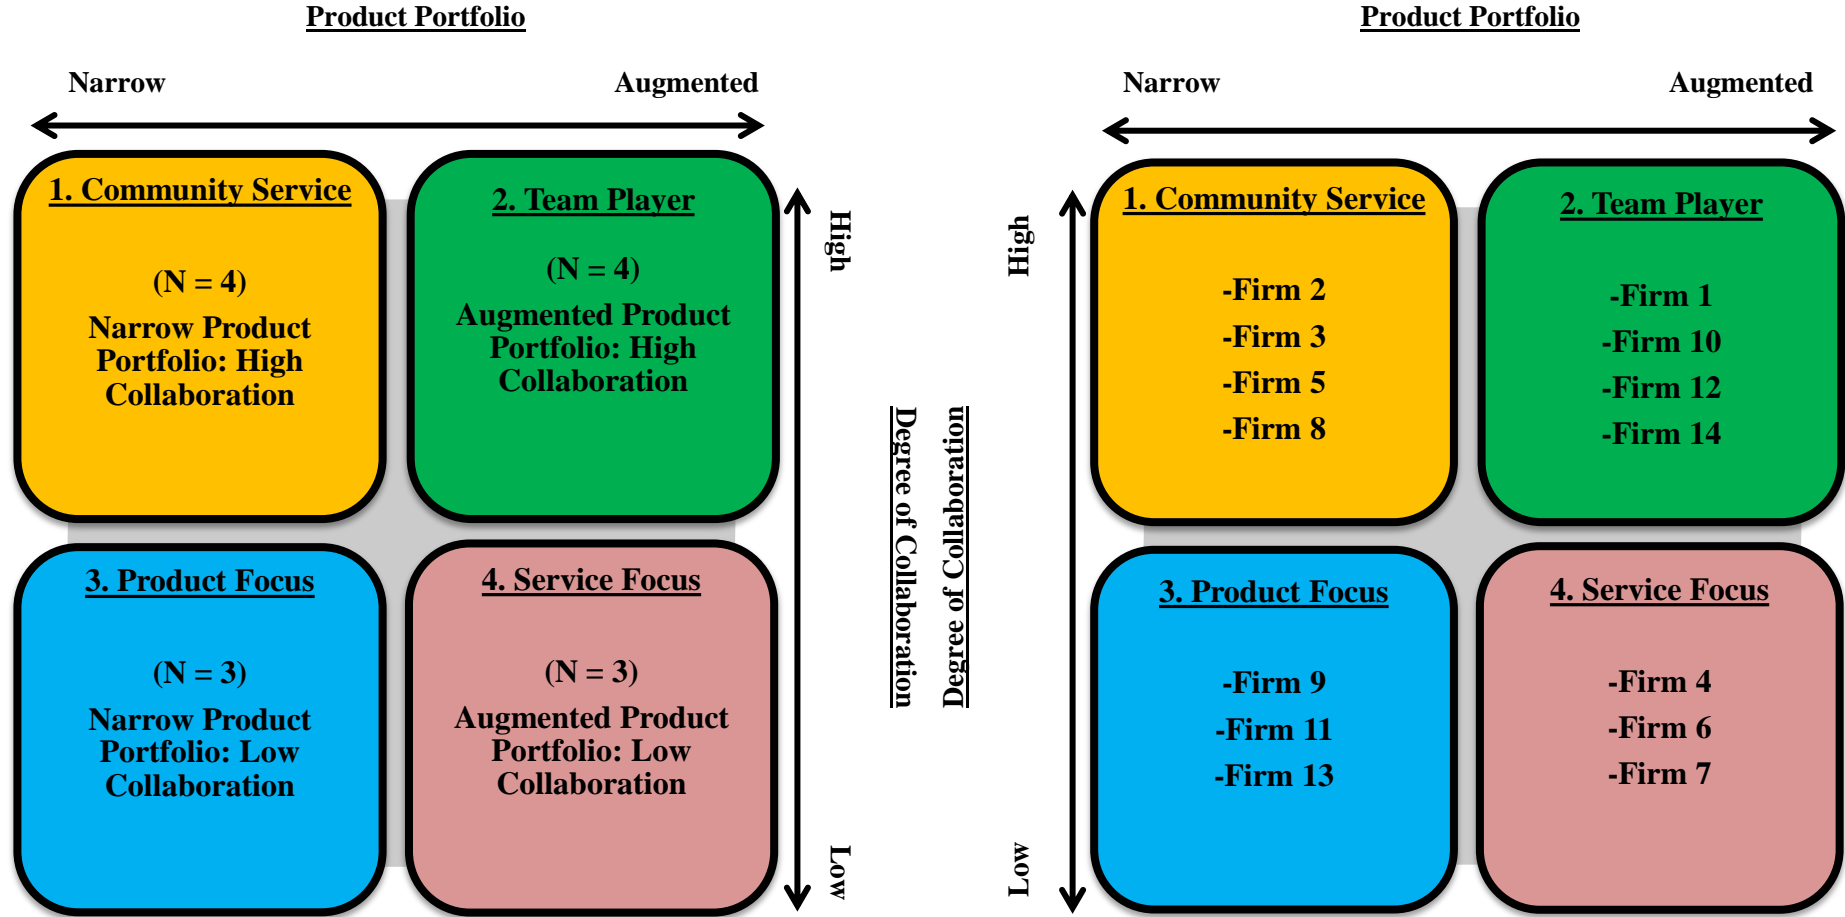 Product Portfolio
Narrow
Augmented
1. Community Service
(N = 4)
Narrow Product
Portfolio: High
Collaboration
2. Team Player
(N = 4)
Augmented Product
Portfolio: High
Collaboration
3. Product Focus
(N = 3)
Narrow Product
Portfolio: Low
Collaboration
4. Service Focus
(N = 3)
Augmented Product
Portfolio: Low
Collaboration
High
Degree of Collaboration
Low
Product Portfolio
Narrow
Augmented
High
Degree of Collaboration
Low
1. Community Service
-Firm 2
-Firm 3
-Firm 5
-Firm 8
2. Team Player
-Firm 1
-Firm 10
-Firm 12
-Firm 14
3. Product Focus
-Firm 9
-Firm 11
-Firm 13
4. Service Focus
-Firm 4
-Firm 6
-Firm 7